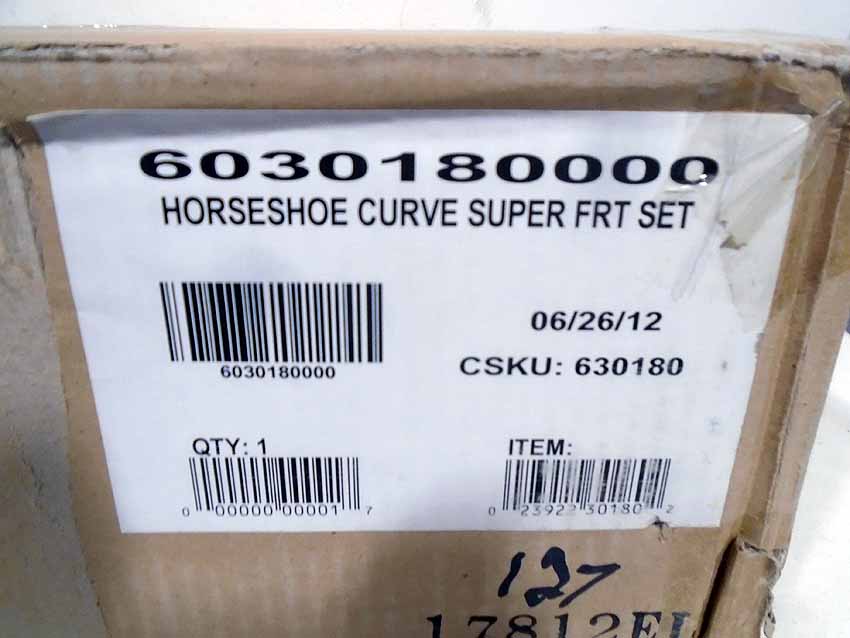 6030180000
HORSESHOE CURVE SUPER FRT SET
06/26/12
6030180000
CSKU: 630180
QTY: 1
ITEM:
0 00000 00001 7
0 23922 30180 2
127